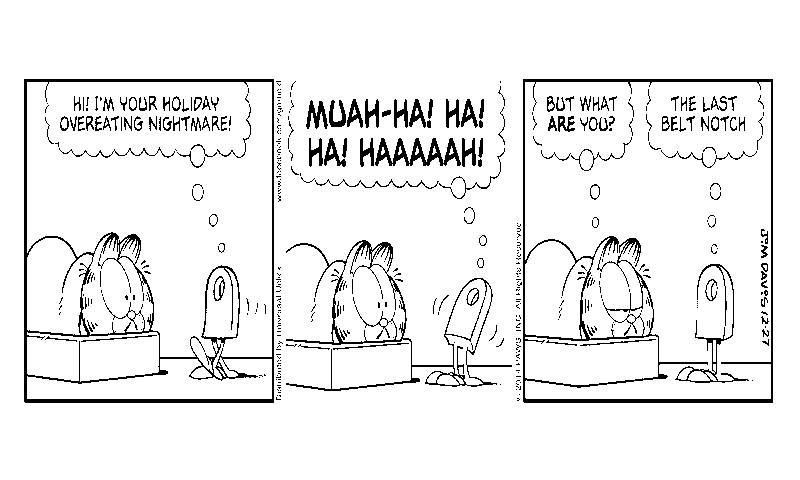 HI! I'M YOUR HOLIDAY
OVEREATING NIGHTMARE!
MUAH-HA! HA!
HA! HAAAAAH!
BUT WHAT
ARE YOU?
THE LAST
BELT NOTCH
JIM DAVIS 12-27